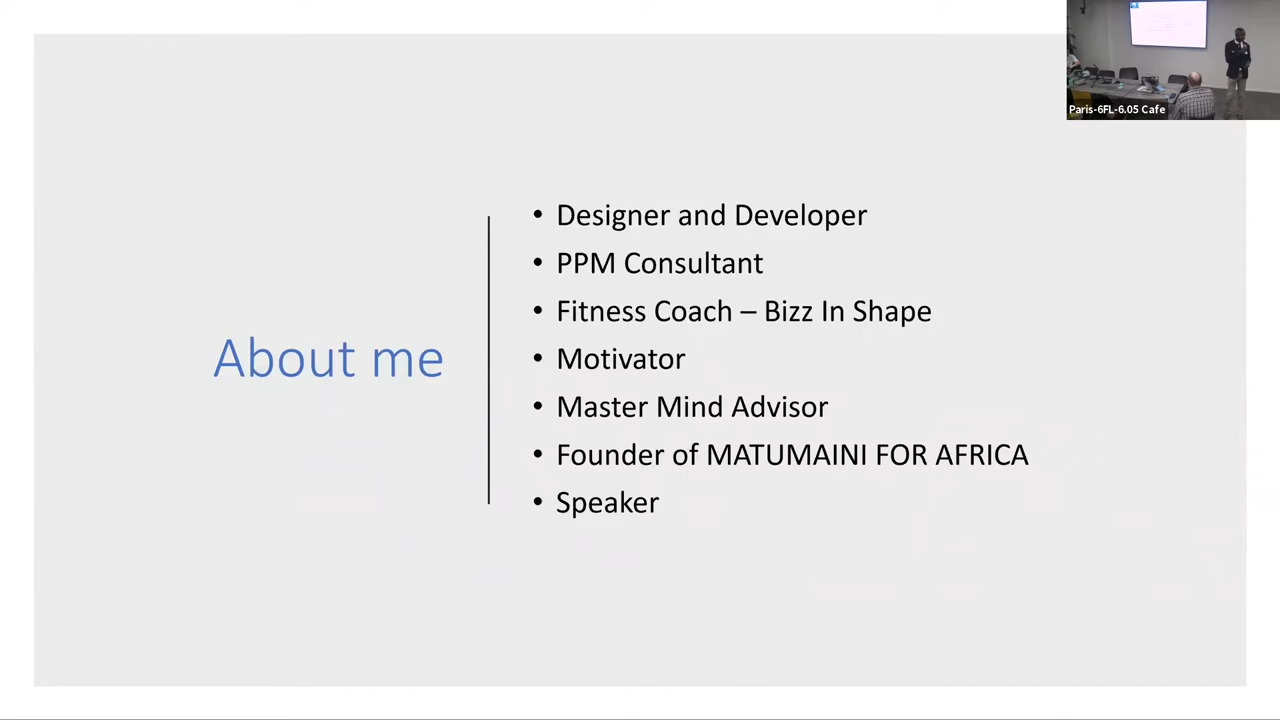 About me
• Designer and Developer
• PPM Consultant
• Fitness Coach – Bizz In Shape
• Motivator
• Master Mind Advisor
• Founder of MATUMAINI FOR AFRICA
• Speaker
Paris-6FL-6.05 Cafe